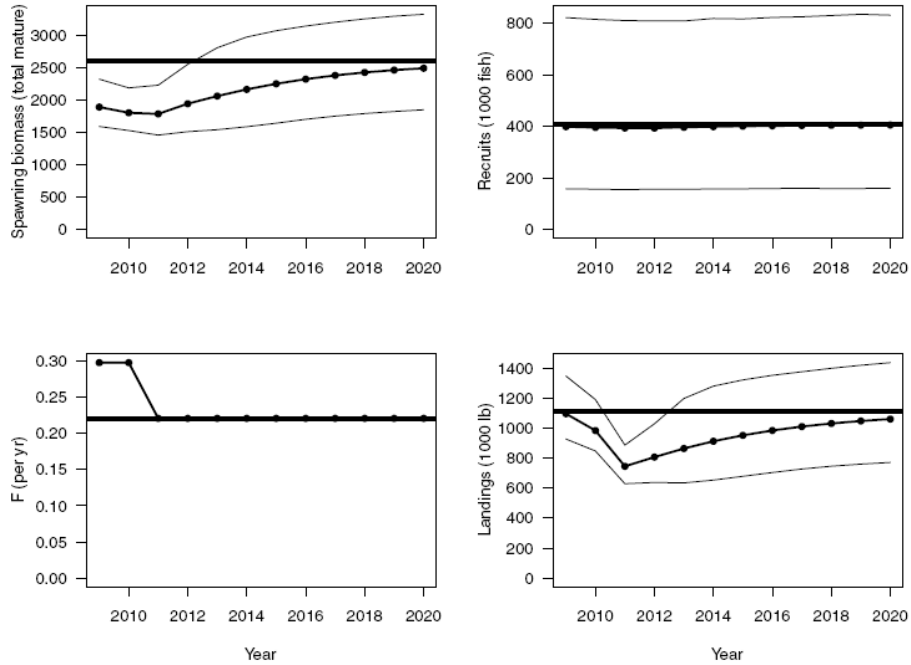 Spawning biomass (total mature)
3000
2500
2000
1500
1000
500
0
2010 2012 2014 2016 2018 2020
Recruits (1000 fish)
800
600
400
200
0
2010 2012 2014 2016 2018 2020
F (per yr)
0.30
0.25
0.20
0.15
0.10
0.05
0.00
2010 2012 2014 2016 2018 2020
Year
Landings (1000 lb)
1400
1200
1000
800
600
400
200
0
2010 2012 2014 2016 2018 2020
Year